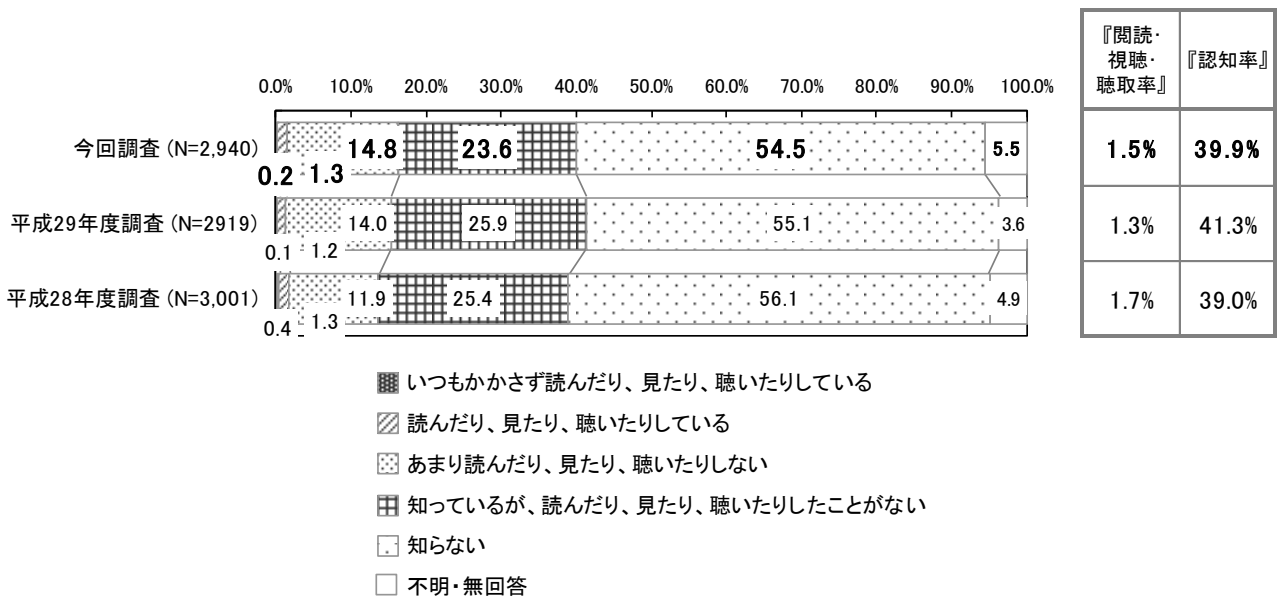 『閲読・
視聴・
聴取率』
『認知率』
0.0% 10.0% 20.0% 30.0% 40.0% 50.0% 60.0% 70.0% 80.0% 90.0% 100.0%
今回調査 (N=2,940)
14.8 23.6 54.5 5.5
1.5% 39.9%
0.2 1.3
平成29年度調査 (N=2919)
14.0 25.9 55.1 3.6
1.3% 41.3%
0.1 1.2
平成28年度調査 (N=3,001)
11.9 25.4 56.1 4.9
1.7% 39.0%
0.4 1.3
いつもかかさず読んだり、見たり、聴いたりしている
読んだり、見たり、聴いたりしている
あまり読んだり、見たり、聴いたりしない
知っているが、読んだり、見たり、聴いたりしたことがない
知らない
不明・無回答